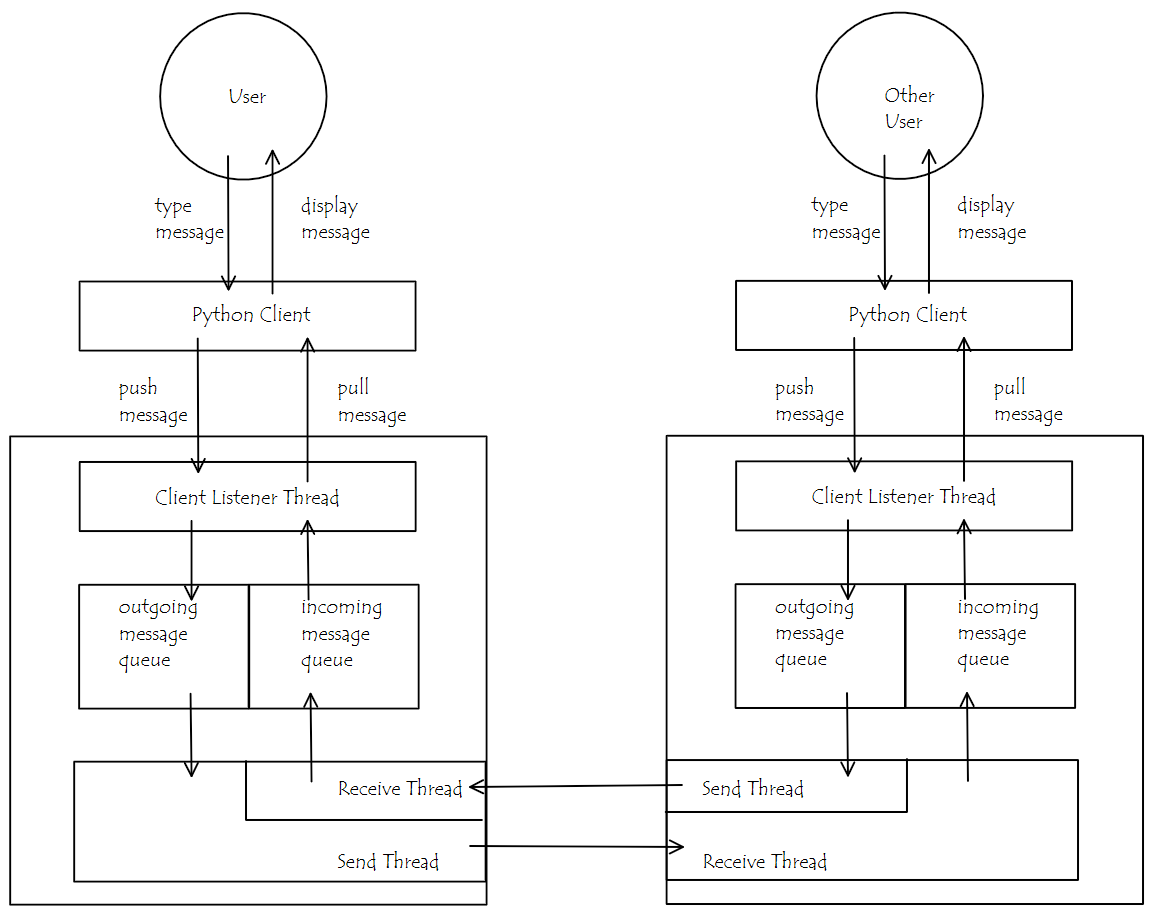 User
Other
User
type
message
display
message
type
message
display
message
Python Client
Python Client
push
message
pull
message
push
message
pull
message
Client Listener Thread
Client Listener Thread
outgoing
message
queue
incoming
message
queue
outgoing
message
queue
incoming
message
queue
Receive Thread
Send Thread
Send Thread
Receive Thread